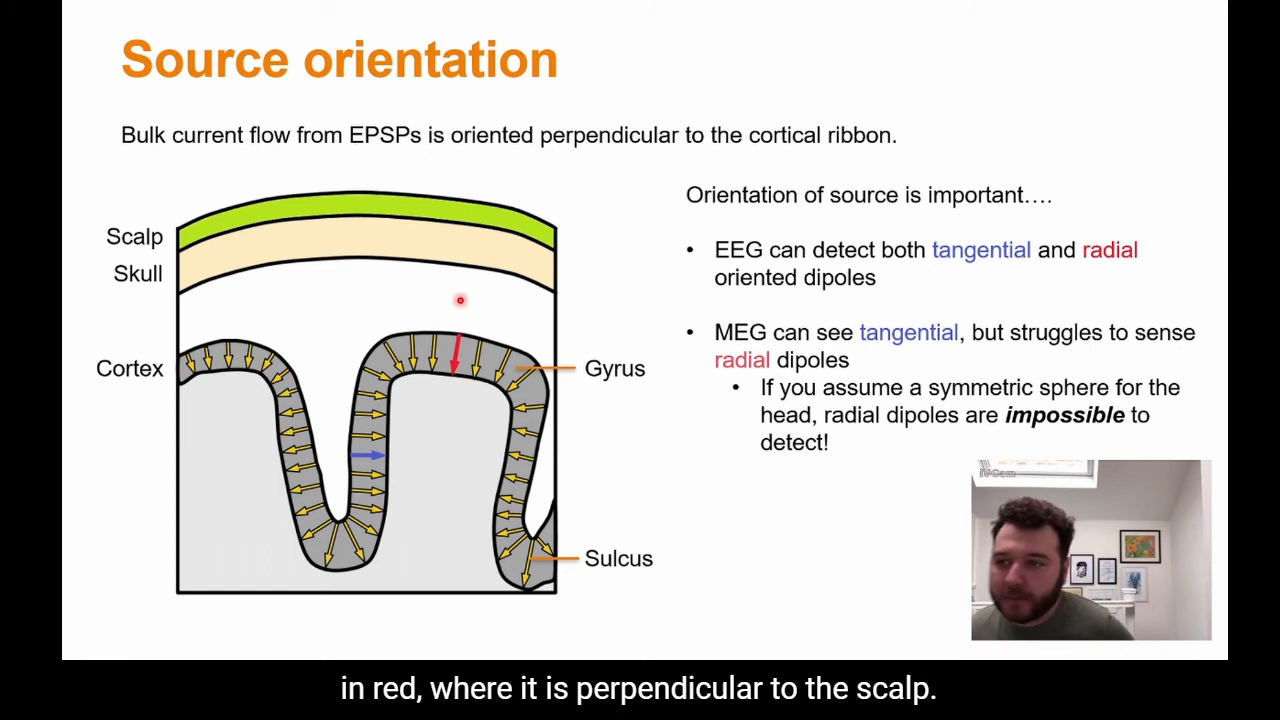 Source orientation
Bulk current flow from EPSPs is oriented perpendicular to the cortical ribbon.
Scalp
Skull
Cortex
Gyrus
Sulcus
Orientation of source is important….
• EEG can detect both tangential and radial
oriented dipoles
• MEG can see tangential, but struggles to sense
radial dipoles
• If you assume a symmetric sphere for the
head, radial dipoles are impossible to
detect!
in red, where it is perpendicular to the scalp.